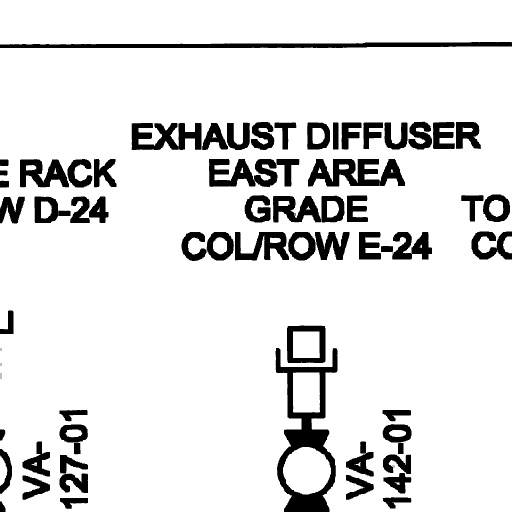 EXHAUST DIFFUSER
EAST AREA
GRADE
COL/ROW E-24
E RACK
W D-24
TO
CO
VA-
127-01
VA-
142-01